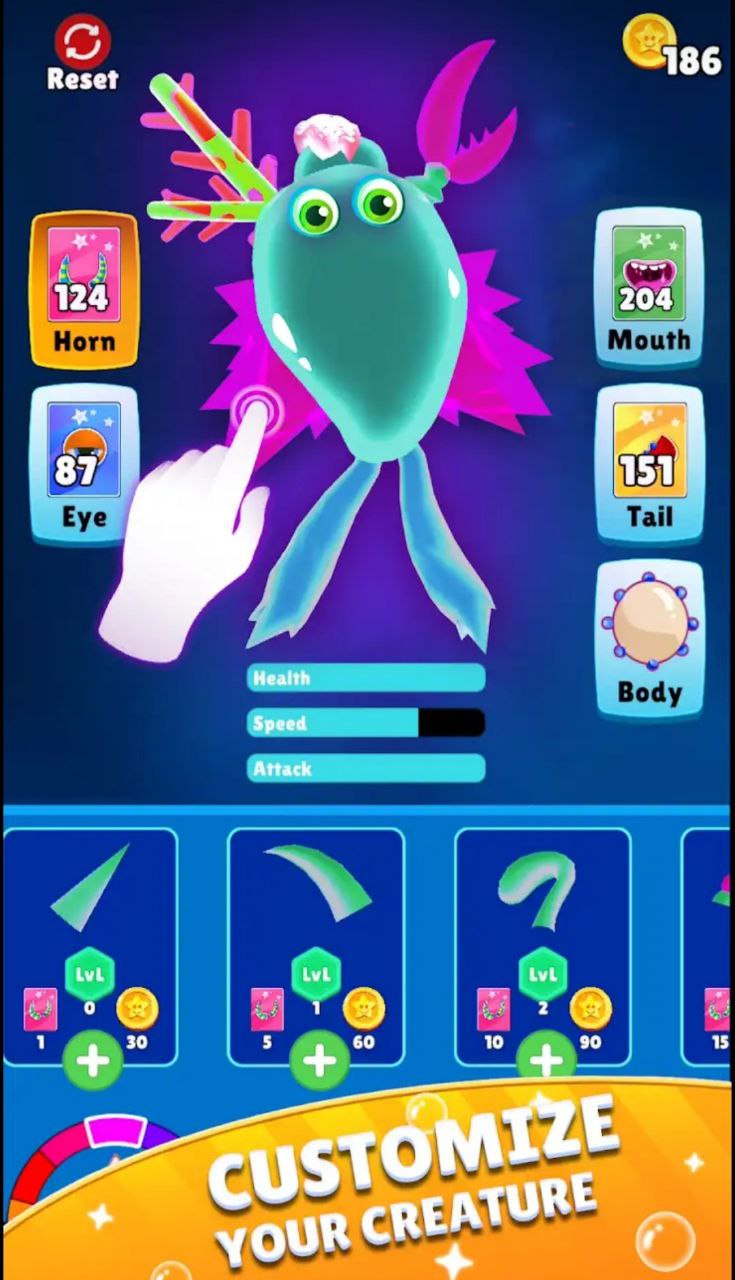 Reset
186
124
Horn
204
Mouth
87
Eye
151
Tail
Body
Health
Speed
Attack
LvL
0
1
30
LvL
1
5
60
LvL
2
10
90
15
CUSTOMIZE
YOUR CREATURE